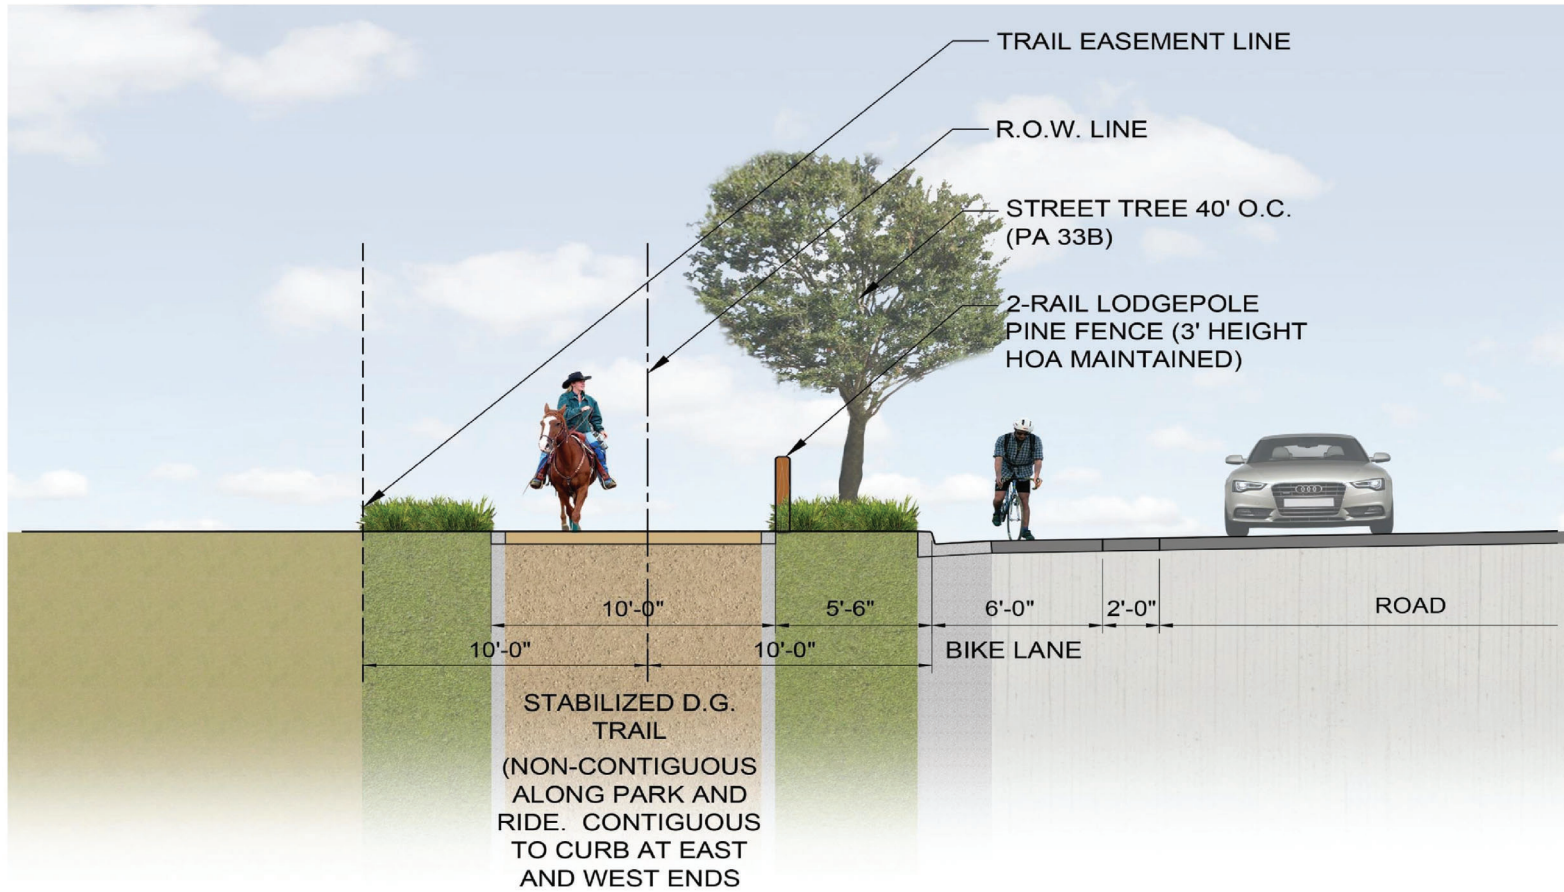 TRAIL EASEMENT LINE
R.O.W. LINE
STREET TREE 40' O.C.
(PA 33B)
2-RAIL LODGEPOLE
PINE FENCE (3' HEIGHT
HOA MAINTAINED)
10'-0"
5'-6"
6'-0"
2'-0"
ROAD
10'-0"
10'-0"
BIKE LANE
STABILIZED D.G.
TRAIL
(NON-CONTIGUOUS
ALONG PARK AND
RIDE. CONTIGUOUS
TO CURB AT EAST
AND WEST ENDS